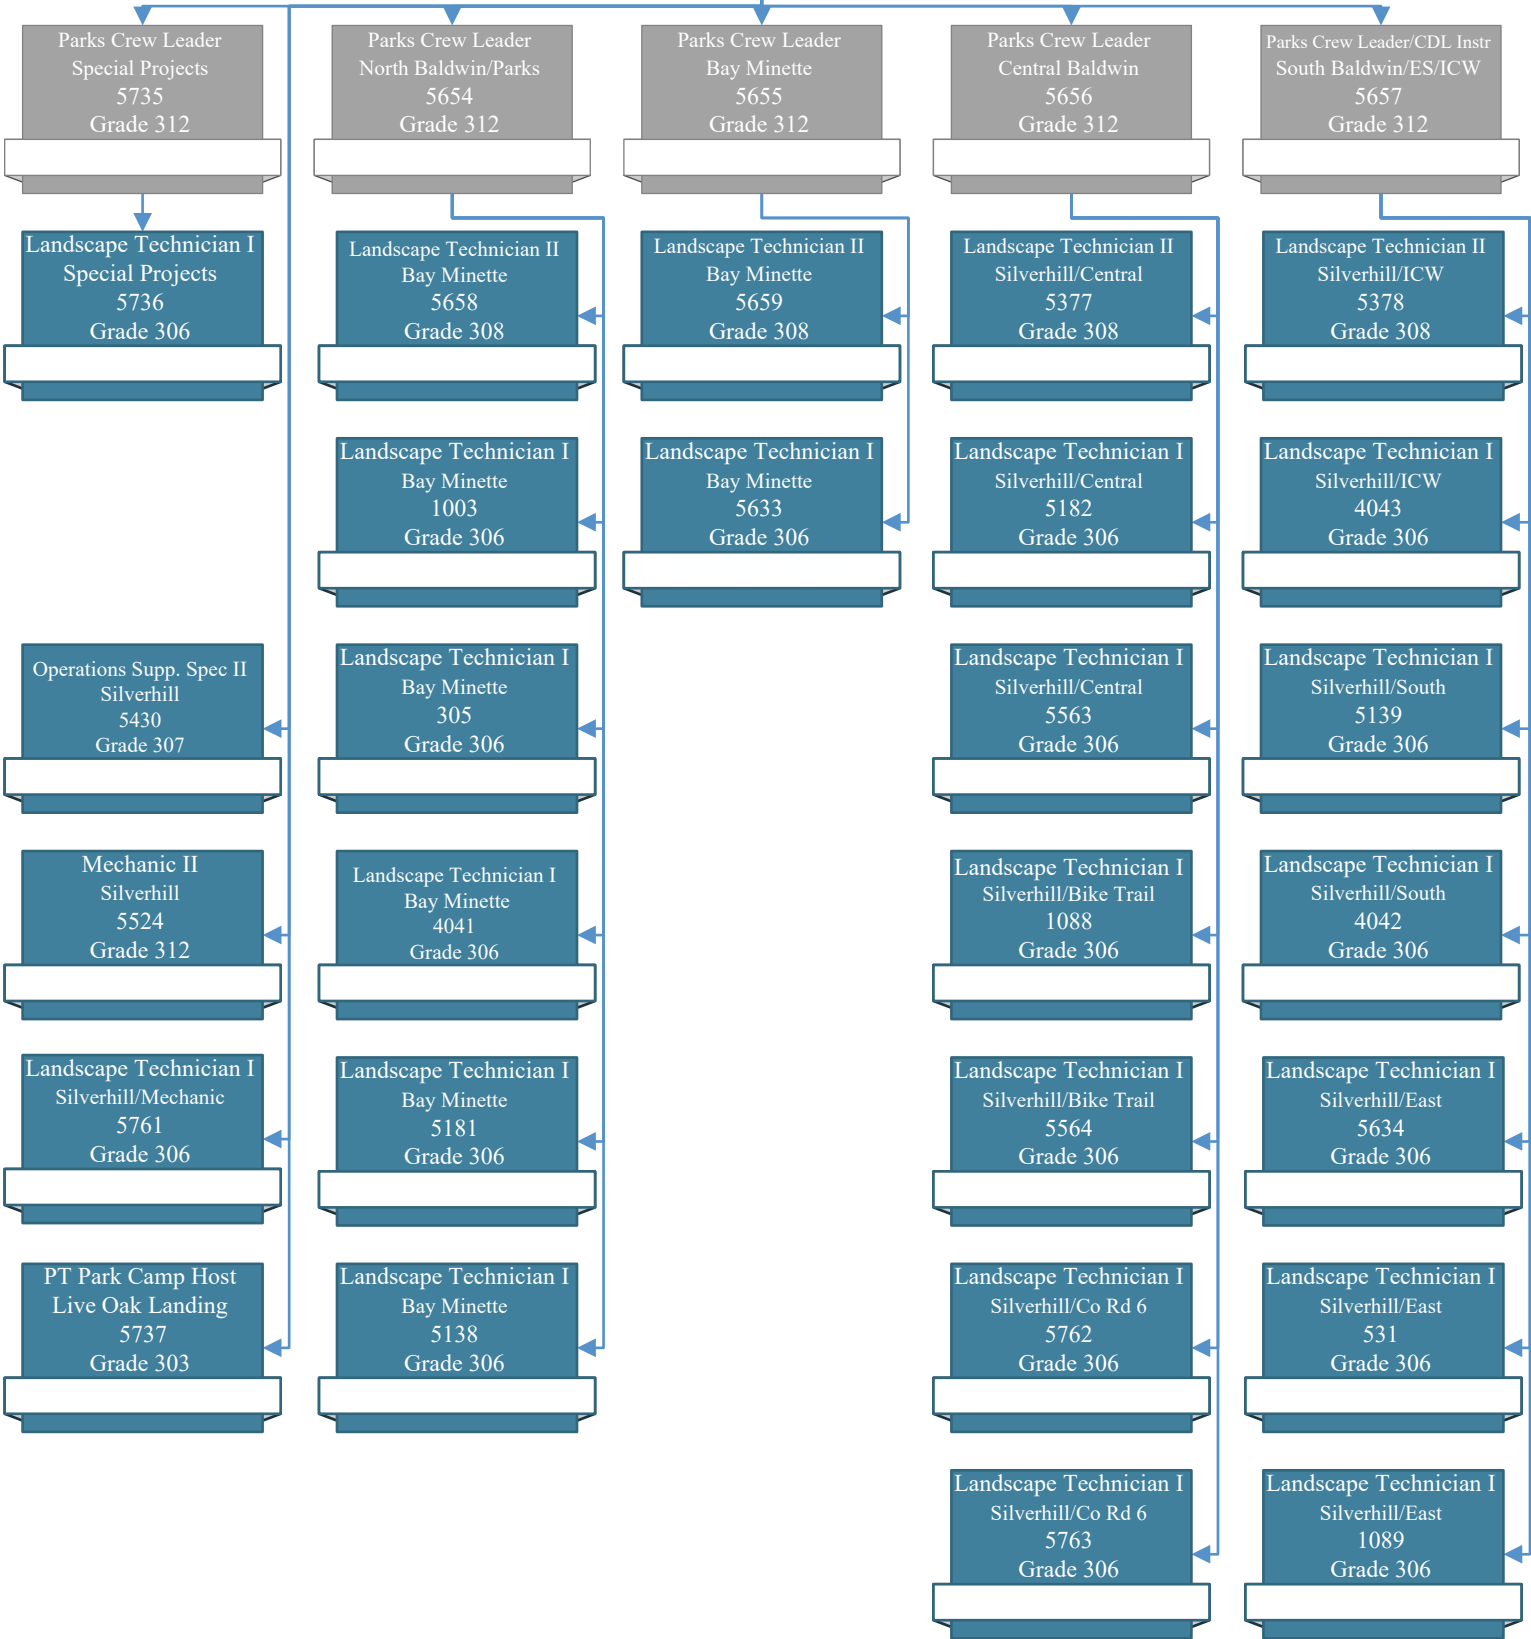 Parks Crew Leader
Special Projects
5735
Grade 312
Parks Crew Leader
North Baldwin/Parks
5654
Grade 312
Parks Crew Leader
Bay Minette
5655
Grade 312
Parks Crew Leader
Central Baldwin
5656
Grade 312
Parks Crew Leader/CDL Instr
South Baldwin/ES/ICW
5657
Grade 312
Landscape Technician I
Special Projects
5736
Grade 306
Landscape Technician II
Bay Minette
5658
Grade 308
Landscape Technician II
Bay Minette
5659
Grade 308
Landscape Technician II
Silverhill/Central
5377
Grade 308
Landscape Technician II
Silverhill/ICW
5378
Grade 308
Landscape Technician I
Bay Minette
1003
Grade 306
Landscape Technician I
Bay Minette
5633
Grade 306
Landscape Technician I
Silverhill/Central
5182
Grade 306
Landscape Technician I
Silverhill/ICW
4043
Grade 306
Operations Supp. Spec II
Silverhill
5430
Grade 307
Landscape Technician I
Bay Minette
305
Grade 306
Landscape Technician I
Silverhill/Central
5563
Grade 306
Landscape Technician I
Silverhill/South
5139
Grade 306
Mechanic II
Silverhill
5524
Grade 312
Landscape Technician I
Bay Minette
4041
Grade 306
Landscape Technician I
Silverhill/Bike Trail
1088
Grade 306
Landscape Technician I
Silverhill/South
4042
Grade 306
Landscape Technician I
Silverhill/Mechanic
5761
Grade 306
Landscape Technician I
Bay Minette
5181
Grade 306
Landscape Technician I
Silverhill/Bike Trail
5564
Grade 306
Landscape Technician I
Silverhill/East
5634
Grade 306
PT Park Camp Host
Live Oak Landing
5737
Grade 303
Landscape Technician I
Bay Minette
5138
Grade 306
Landscape Technician I
Silverhill/Co Rd 6
5762
Grade 306
Landscape Technician I
Silverhill/East
531
Grade 306
Landscape Technician I
Silverhill/Co Rd 6
5763
Grade 306
Landscape Technician I
Silverhill/East
1089
Grade 306